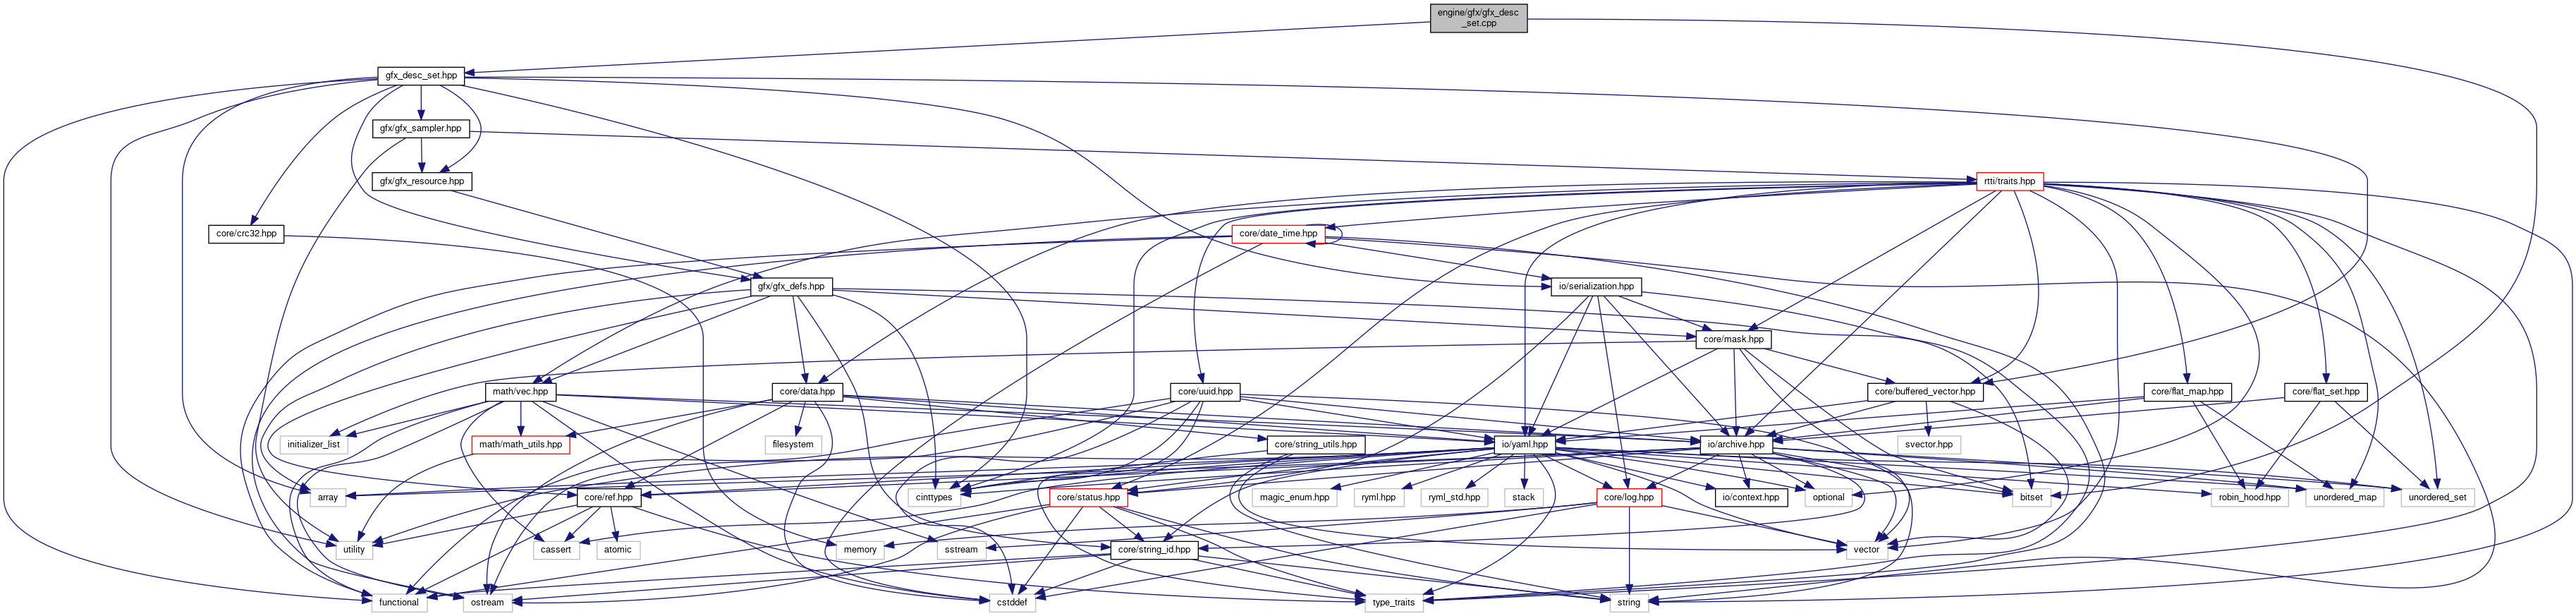 engine/gfx/gfx_desc
_set.cpp
gfx_desc_set.hpp
gfx/gfx_sampler.hpp
gfx/gfx_resource.hpp
rtti/traits.hpp
core/crc32.hpp
core/date_time.hpp
gfx/gfx_defs.hpp
io/serialization.hpp
core/mask.hpp
math/vec.hpp
core/data.hpp
core/uuid.hpp
core/buffered_vector.hpp
core/flat_map.hpp
core/flat_set.hpp
initializer_list
math/math_utils.hpp
filesystem
core/string_utils.hpp
io/yaml.hpp
io/archive.hpp
svector.hpp
array
core/ref.hpp
cinttypes
core/status.hpp
magic_enum.hpp
ryml.hpp
ryml_std.hpp
stack
core/log.hpp
io/context.hpp
optional
bitset
robin_hood.hpp
unordered_map
unordered_set
utility
cassert
atomic
memory
sstream
core/string_id.hpp
vector
functional
ostream
cstddef
type_traits
string